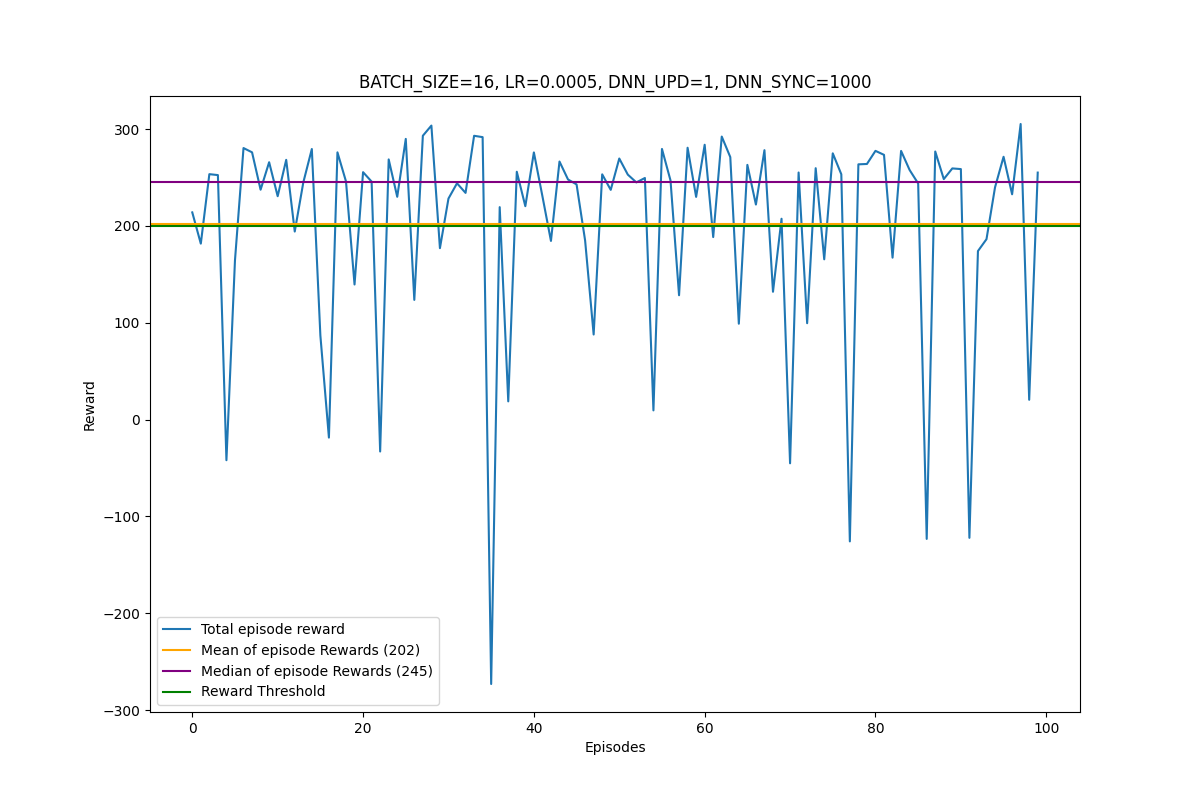 BATCH_SIZE=16, LR=0.0005, DNN_UPD=1, DNN_SYNC=1000
300
200
100
0
−100
−200
−300
Reward
Total episode reward
Mean of episode Rewards (202)
Median of episode Rewards (245)
Reward Threshold
0 20 40 60 80 100
Episodes